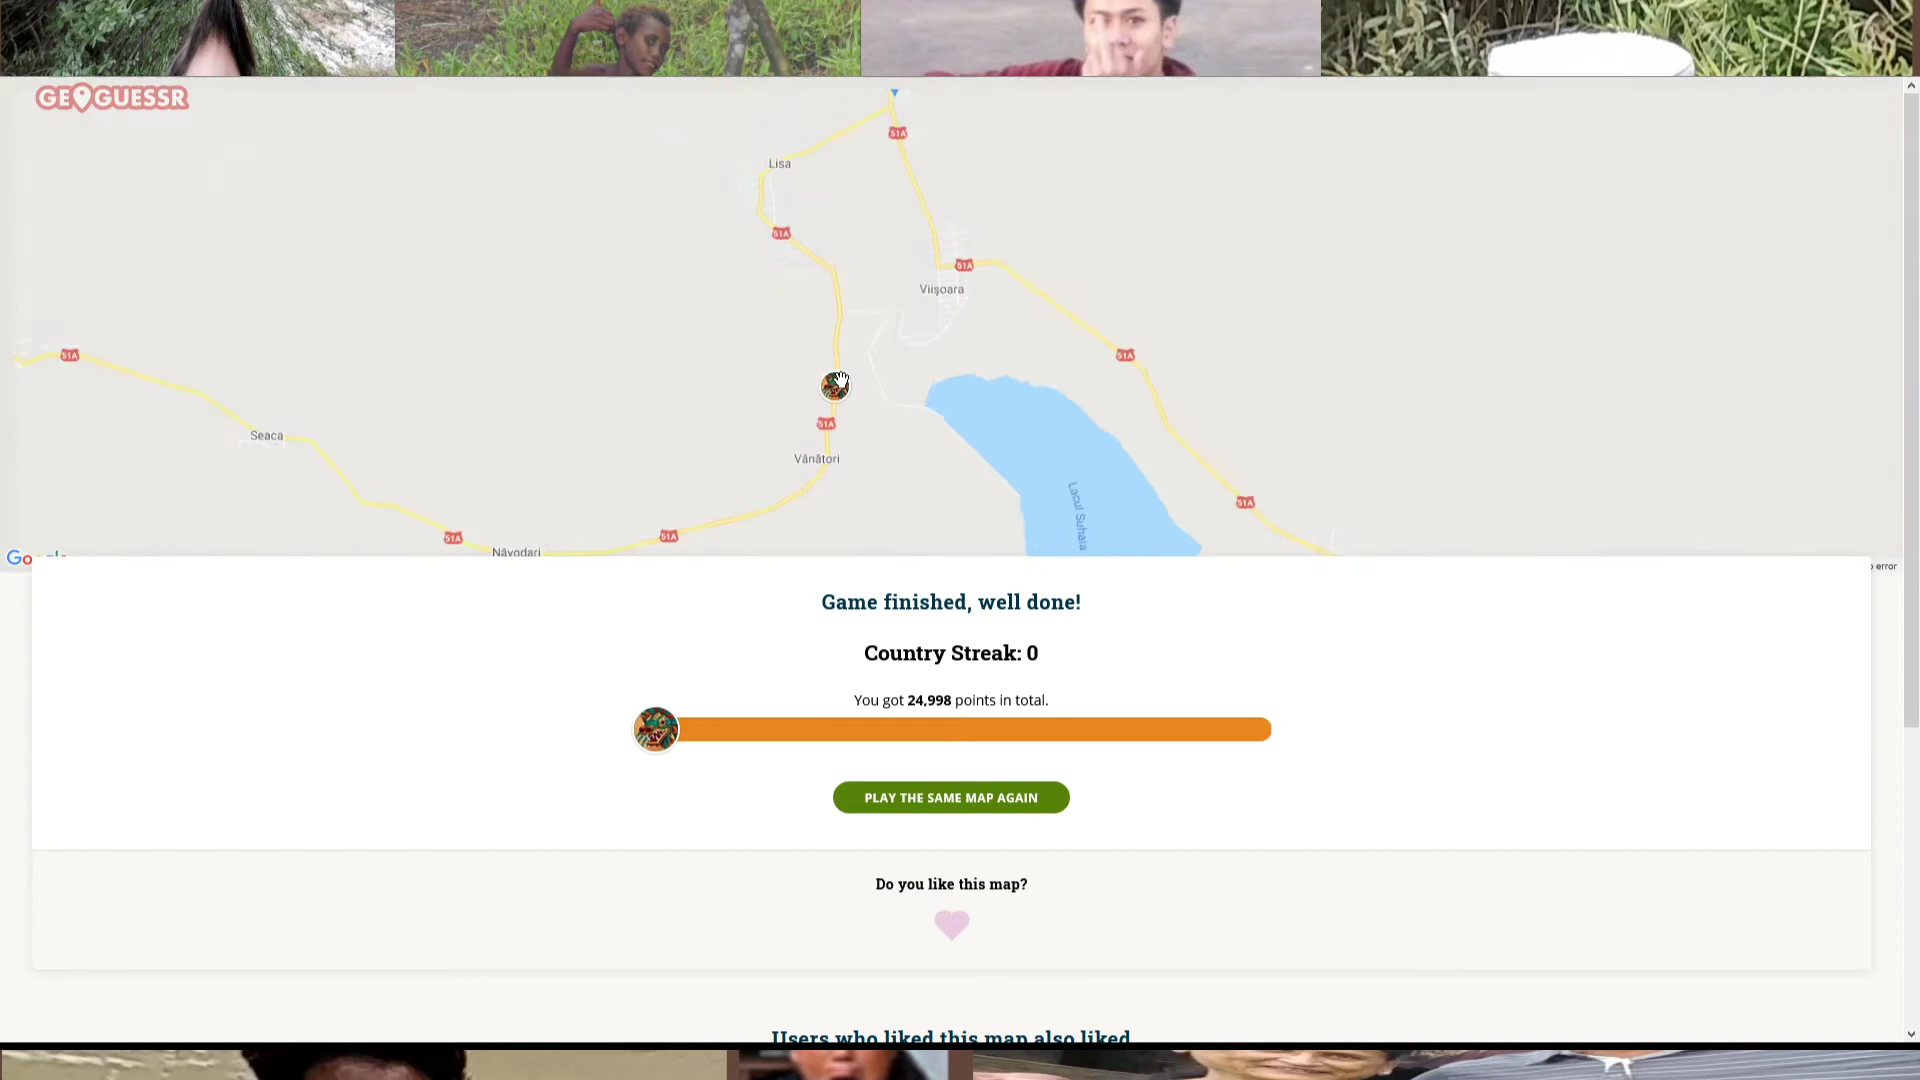 GEOGUESSR
51A
Lisa
51A
51A
Viișoara
51A
51A
51A
Seaca
Vânători
Lacul Suhaia
51A
51A
51A
Năvodari
Google
error
Game finished, well done!
Country Streak: 0
You got 24,998 points in total.
PLAY THE SAME MAP AGAIN
Do you like this map?
Users who liked this map also liked